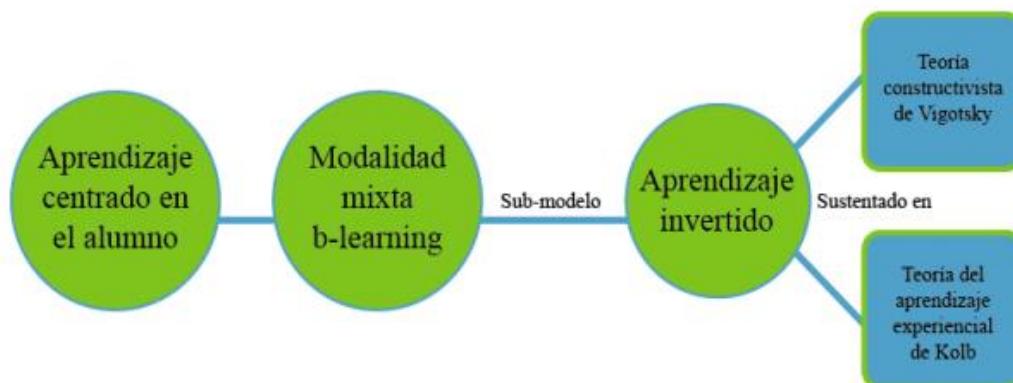 Aprendizaje
centrado en
el alumno
Modalidad
mixta
b-learning
Sub-modelo
Aprendizaje
invertido
Sustentado en
Teoría
constructivista
de Vigotsky
Teoría del
aprendizaje
experiencial
de Kolb